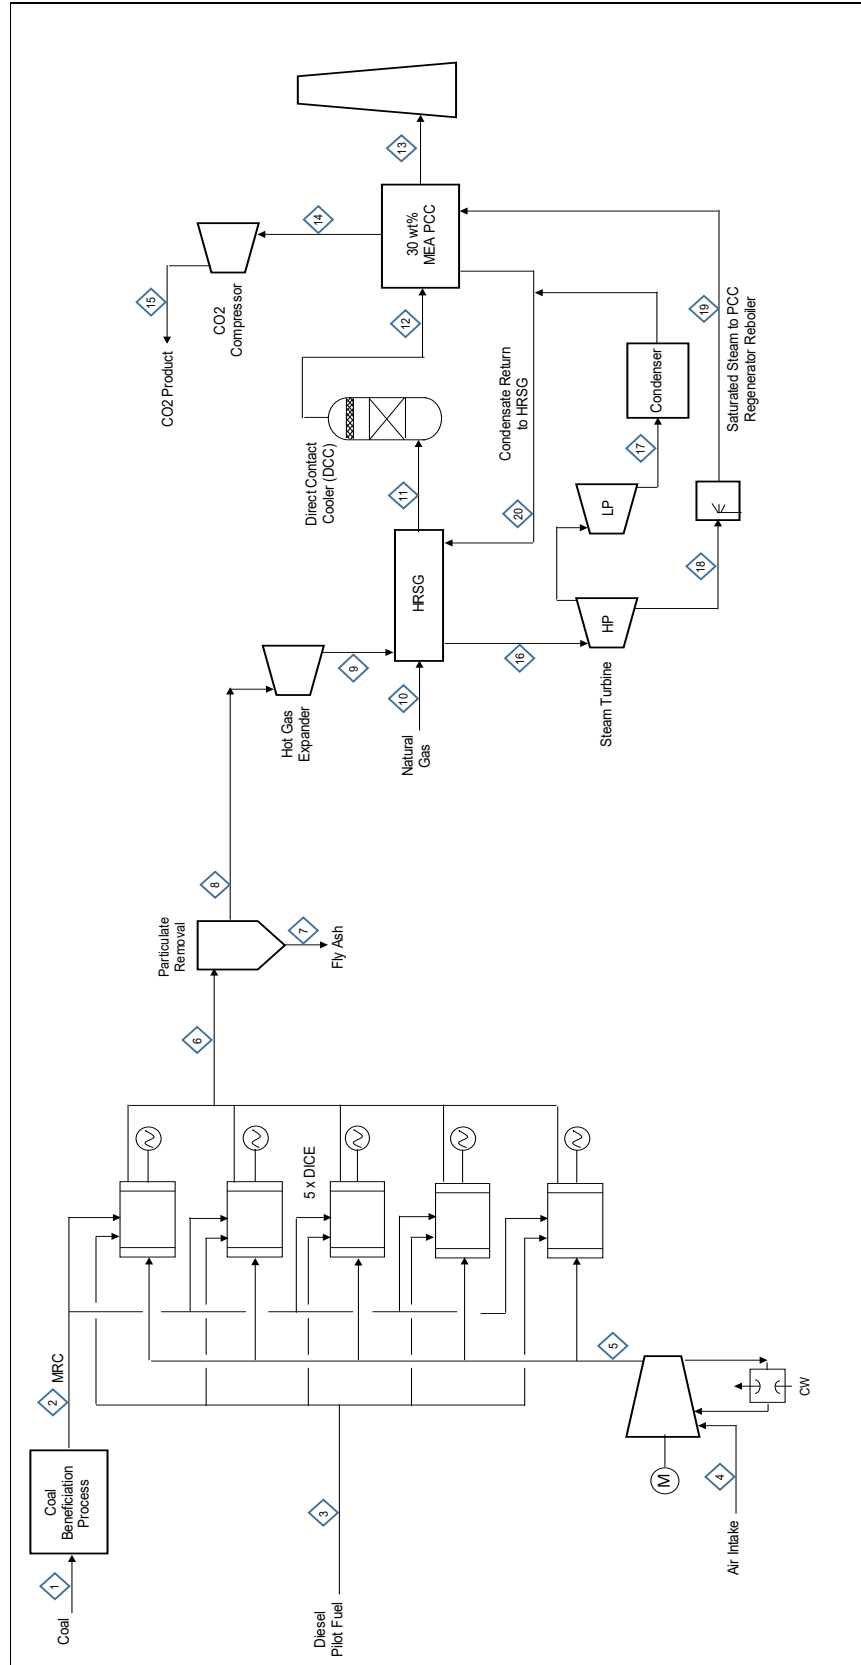 Coal
1
Coal
Beneficiation
Process
2
MRC
Diesel
Pilot Fuel
3
Air Intake
4
M
CW
5
5 x DICE
6
Particulate
Removal
7
Fly Ash
8
Hot Gas
Expander
9
Natural
Gas
10
HRSG
11
Direct Contact
Cooler (DCC)
12
30 wt%
MEA PCC
13
14
CO2
Compressor
15
CO2 Product
16
Steam Turbine
HP
LP
17
Condenser
18
19
Saturated Steam to PCC
Regenerator Reboiler
20
Condensate Return
to HRSG